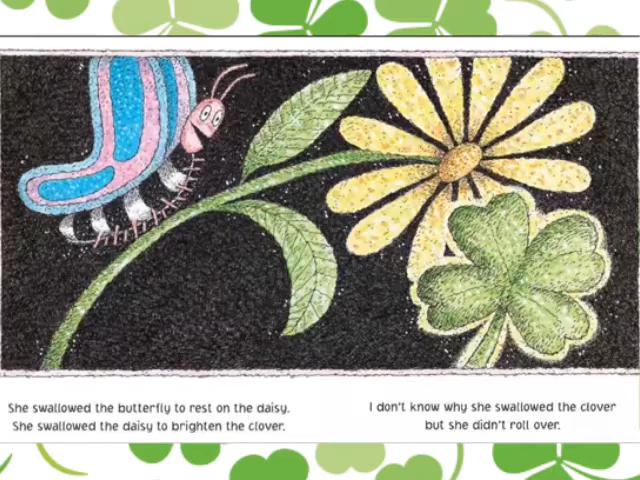 She swallowed the butterfly to rest on the daisy.
She swallowed the daisy to brighten the clover.
I don't know why she swallowed the clover
but she didn't roll over.